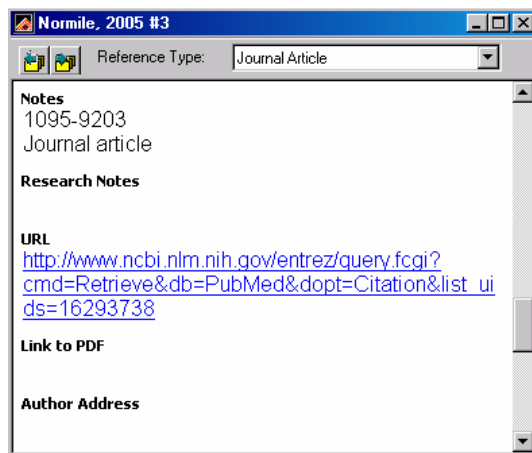 Normile, 2005 #3
Reference Type: Journal Article
Notes
1095-9203
Journal article
Research Notes
URL
http://www.ncbi.nlm.nih.gov/entrez/query.fcgi?
cmd=Retrieve&db=PubMed&dopt=Citation&list_ui
ds=16293738
Link to PDF
Author Address